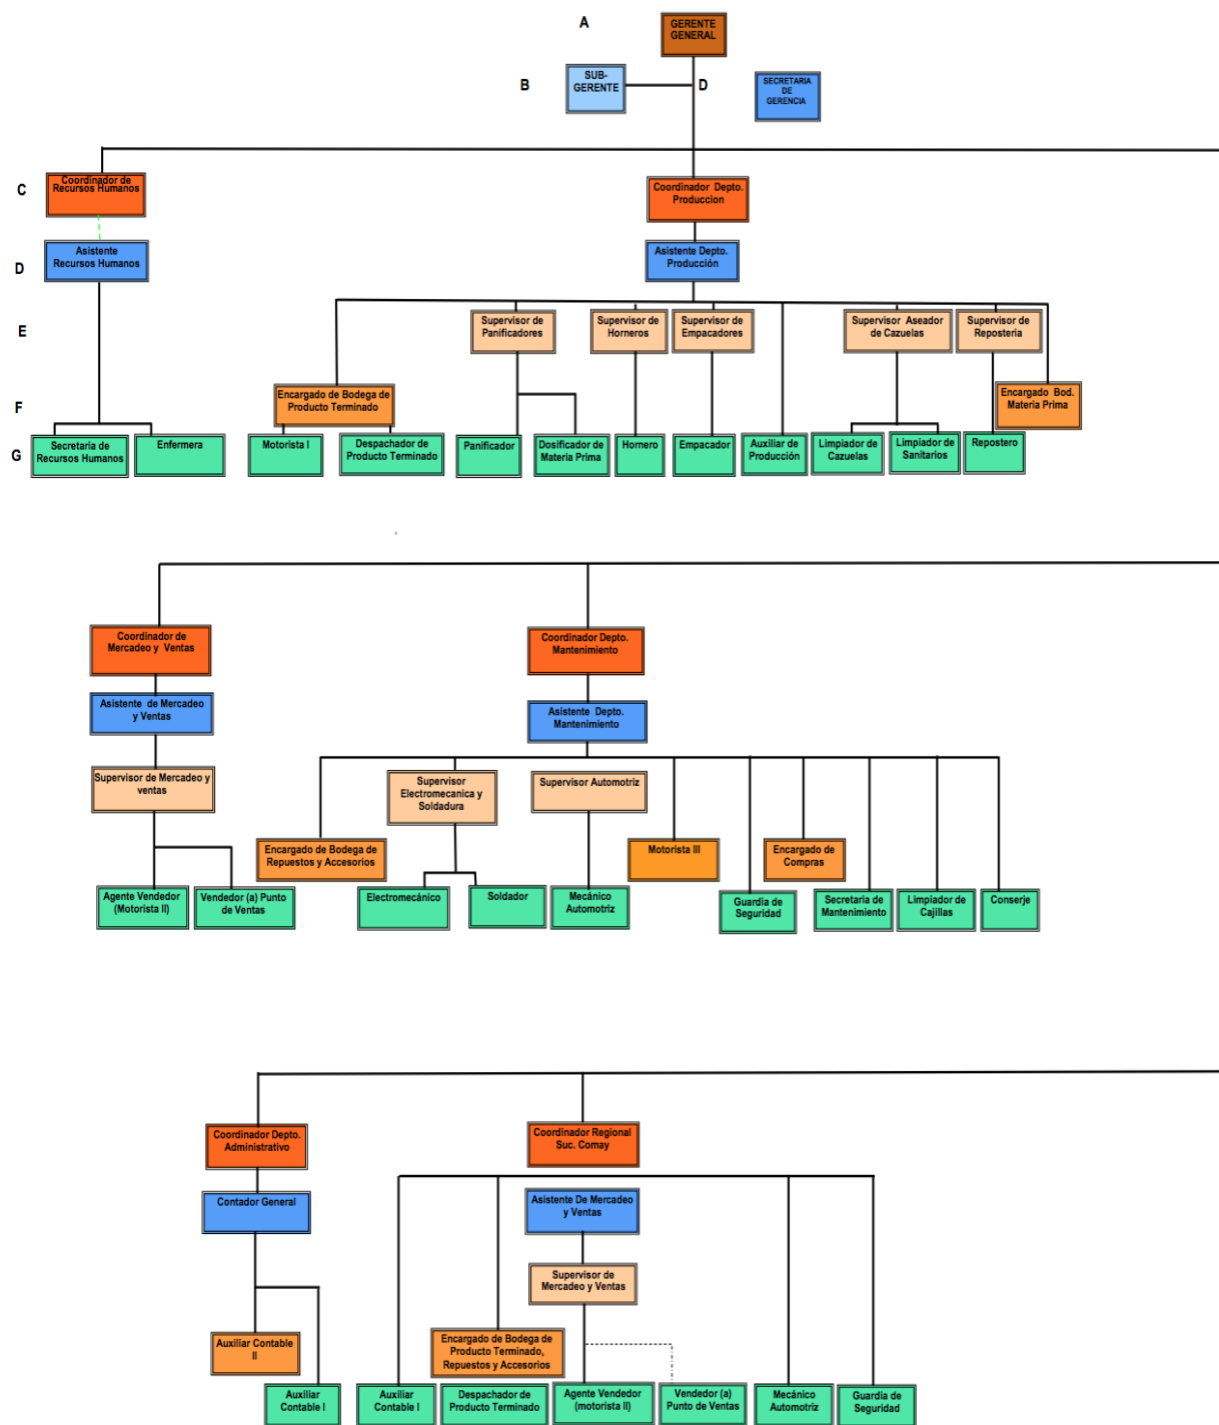 A
GERENTE
GENERAL
B
SUB-
GERENTE
D
SECRETARIA
DE
GERENCIA
C
Coordinador de
Recursos Humanos
Coordinador Depto.
Produccion
D
Asistente
Recursos Humanos
Asistente Depto.
Producción
E
Supervisor de
Panificadores
Supervisor de
Horneros
Supervisor de
Empacadores
Supervisor Aseador
de Cazuelas
Supervisor de
Reposteria
F
Encargado de Bodega de
Producto Terminado
Encargado Bod.
Materia Prima
G
Secretaria de
Recursos Humanos
Enfermera
Motorista I
Despachador de
Producto Terminado
Panificador
Dosificador de
Materia Prima
Hornero
Empacador
Auxiliar de
Producción
Limpiador de
Cazuelas
Limpiador de
Sanitarios
Repostero
Coordinador de
Mercadeo y Ventas
Coordinador Depto.
Mantenimiento
Asistente de Mercadeo
y Ventas
Asistente Depto.
Mantenimiento
Supervisor de Mercadeo y
ventas
Supervisor
Electromecanica y
Soldadura
Supervisor Automotriz
Encargado de Bodega de
Repuestos y Accesorios
Motorista III
Encargado de
Compras
Agente Vendedor
(Motorista II)
Vendedor (a) Punto
de Ventas
Electromecánico
Soldador
Mecánico
Automotriz
Guardia de
Seguridad
Secretaria de
Mantenimiento
Limpiador de
Cajillas
Conserje
Coordinador Depto.
Administrativo
Coordinador Regional
Suc. Comay
Contador General
Asistente De Mercadeo
y Ventas
Supervisor de
Mercadeo y Ventas
Auxiliar Contable
II
Encargado de Bodega de
Producto Terminado,
Repuestos y Accesorios
Auxiliar
Contable I
Auxiliar
Contable I
Despachador de
Producto Terminado
Agente Vendedor
(motorista II)
Vendedor (a)
Punto de Ventas
Mecánico
Automotriz
Guardia de
Seguridad